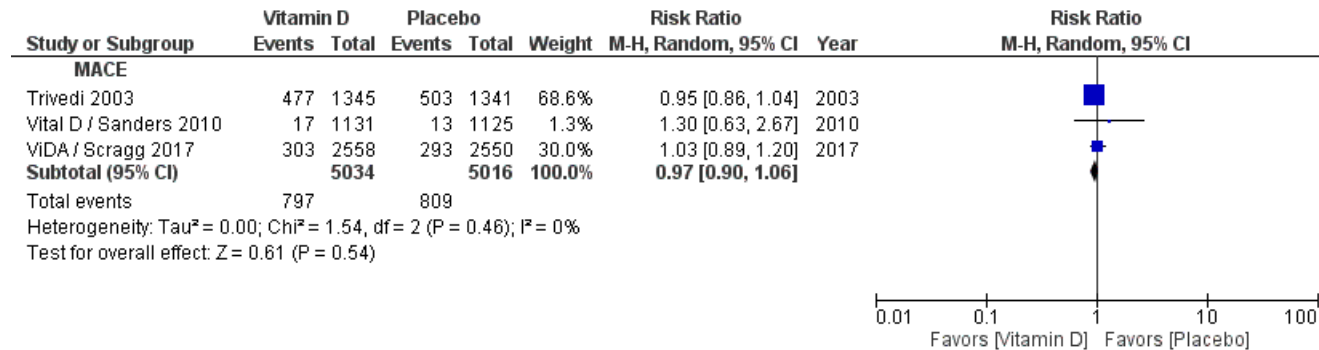 Vitamin D Placebo Risk Ratio Risk Ratio
Study or Subgroup Events Total Events Total Weight M-H, Random, 95% CI Year M-H, Random, 95% CI
MACE
Trivedi 2003 477 1345 503 1341 68.6% 0.95 [0.86, 1.04] 2003
Vital D / Sanders 2010 17 1131 13 1125 1.3% 1.30 [0.63, 2.67] 2010
ViDA / Scragg 2017 303 2558 293 2550 30.0% 1.03 [0.89, 1.20] 2017
Subtotal (95% CI) 5034 5016 100.0% 0.97 [0.90, 1.06]
Total events 797 809
Heterogeneity: Tau² = 0.00; Chi² = 1.54, df = 2 (P = 0.46); I² = 0%
Test for overall effect: Z = 0.61 (P = 0.54)
0.01 0.1 1 10 100
Favors [Vitamin D] Favors [Placebo]